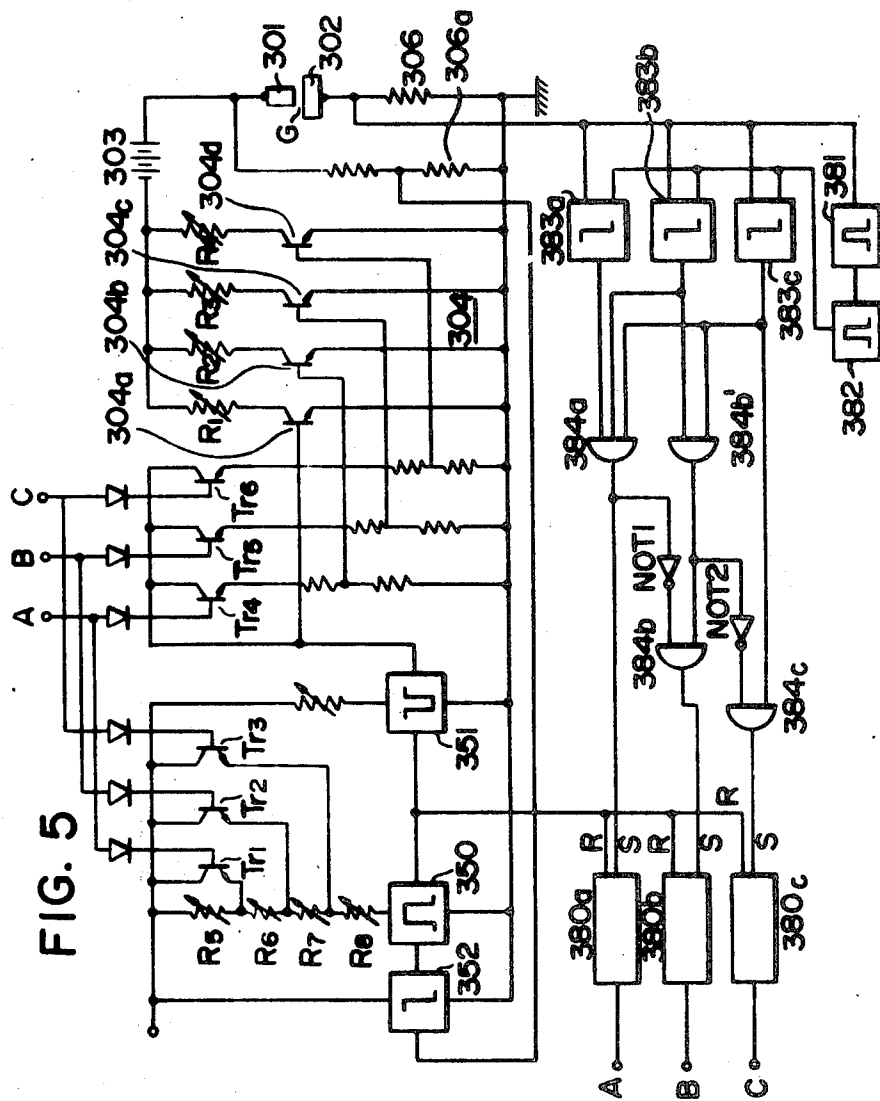 FIG. 5
A
B
C
304a
304b
304c
304d
303
301
302
G
306
306a
R1
R2
R3
R4
304
Tr1
Tr2
Tr3
Tr4
Tr5
Tr6
R5
R6
R7
R8
352
350
351
383a
383b
383c
381
382
384a
384b'
NOT1
384b
NOT2
384c
R
S
R
S
R
S
380a
380b
380c
A
B
C